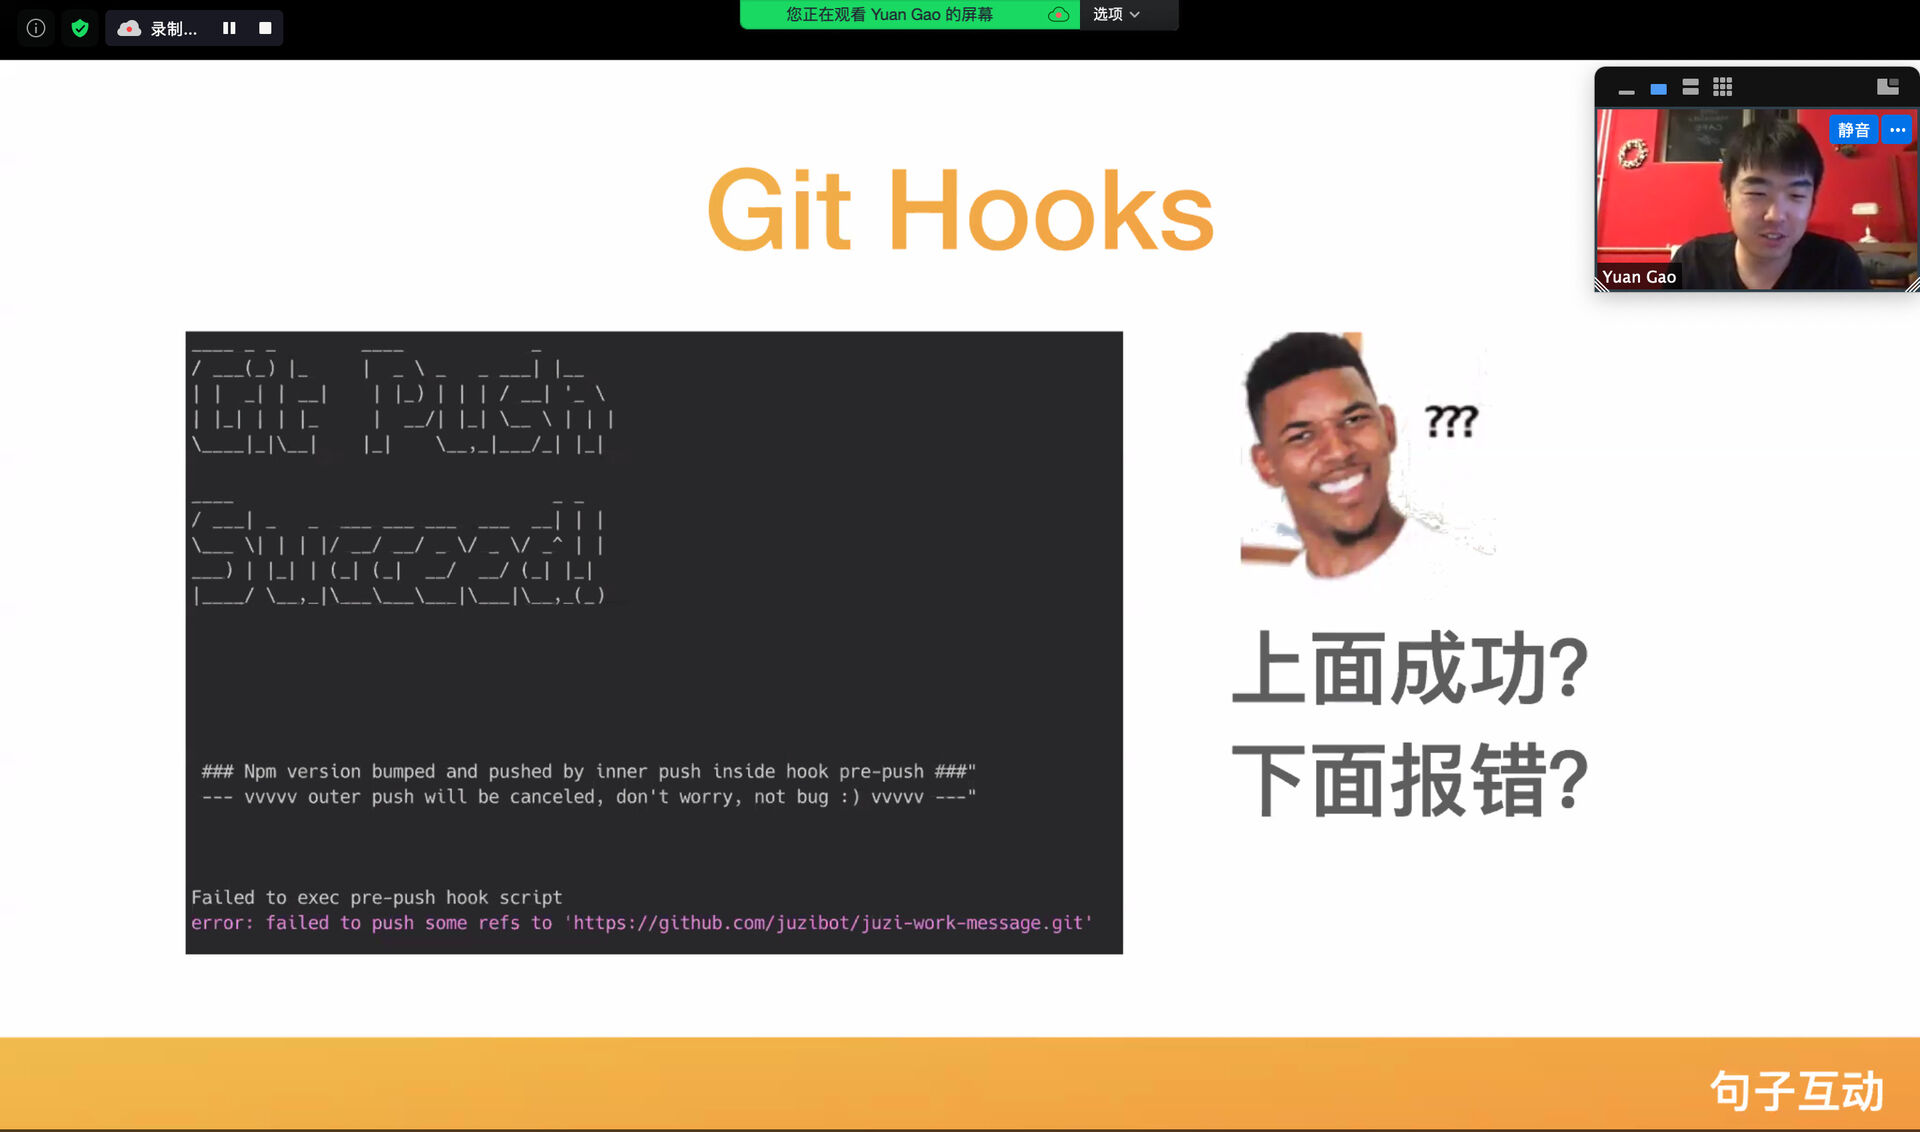 录制...
您正在观看 Yuan Gao 的屏幕
选项
静音
Yuan Gao
Git Hooks
Git Push
Succeed!
### Npm version bumped and pushed by inner push inside hook pre-push ###"
--- vvvvv outer push will be canceled, don't worry, not bug :) vvvvv ---"
Failed to exec pre-push hook script
error: failed to push some refs to 'https://github.com/juzibot/juzi-work-message.git'
???
上面成功?
下面报错?
句子互动